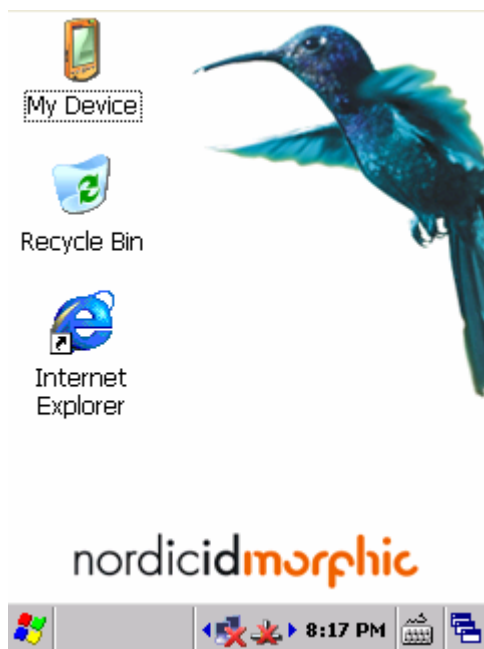 My Device
Recycle Bin
Internet
Explorer
nordicidmorphic
8:17 PM